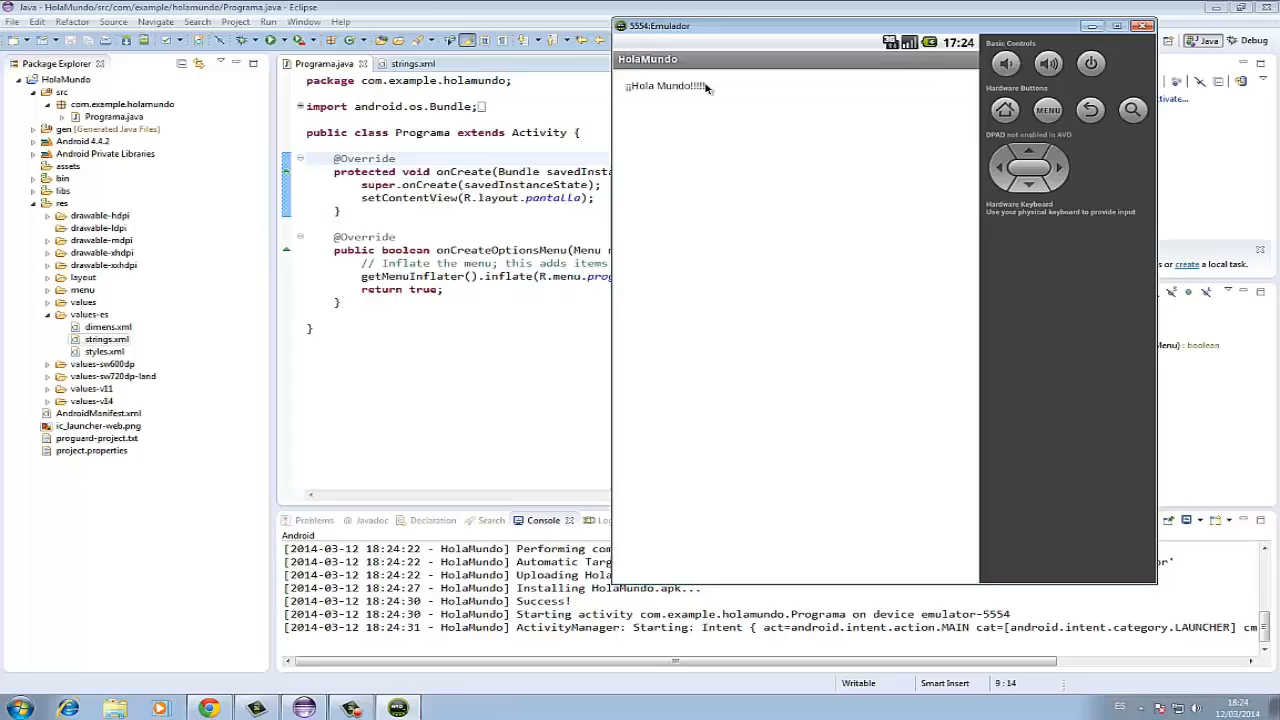 Java - HolaMundo/src/com/example/holamundo/Programa.java - Eclipse
File Edit Refactor Source Navigate Search Project Run Window Help
Java Debug
Package Explorer
HolaMundo
src
com.example.holamundo
Programa.java
gen [Generated Java Files]
Android 4.4.2
Android Private Libraries
assets
bin
libs
res
drawable-hdpi
drawable-ldpi
drawable-mdpi
drawable-xhdpi
drawable-xxhdpi
layout
menu
values
values-es
dimens.xml
strings.xml
styles.xml
values-sw600dp
values-sw720dp-land
values-v11
values-v14
AndroidManifest.xml
ic_launcher-web.png
proguard-project.txt
project.properties
Programa.java strings.xml
package com.example.holamundo;
import android.os.Bundle;
public class Programa extends Activity {
@Override
protected void onCreate(Bundle savedInsta
super.onCreate(savedInstanceState);
setContentView(R.layout.pantalla);
}
@Override
public boolean onCreateOptionsMenu(Menu m
// Inflate the menu; this adds items
getMenuInflater().inflate(R.menu.prog
return true;
}
}
5554:Emulador
17:24
HolaMundo
¡¡Hola Mundo!!!!!
Basic Controls
Hardware Buttons
MENU
DPAD not enabled in AVD
Hardware Keyboard
Use your physical keyboard to provide input
ctivate...
s or create a local task.
Menu) : boolean
Problems Javadoc Declaration Search Console Lo
Android
[2014-03-12 18:24:22 - HolaMundo] Performing com
[2014-03-12 18:24:22 - HolaMundo] Automatic Targ
[2014-03-12 18:24:22 - HolaMundo] Uploading Hola
[2014-03-12 18:24:27 - HolaMundo] Installing HolaMundo.apk...
[2014-03-12 18:24:30 - HolaMundo] Success!
[2014-03-12 18:24:30 - HolaMundo] Starting activity com.example.holamundo.Programa on device emulator-5554
[2014-03-12 18:24:31 - HolaMundo] ActivityManager: Starting: Intent { act=android.intent.action.MAIN cat=[android.intent.category.LAUNCHER] cm
Writable Smart Insert 9 : 14
ES 18:24
12/03/2014